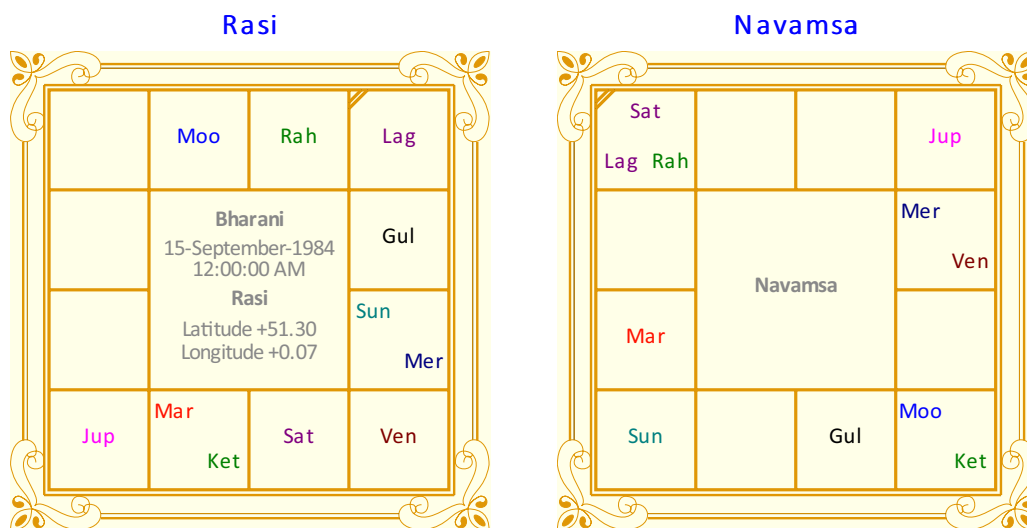 Rasi
Moo
Rah
Lag
Bharani
15-September-1984
12:00:00 AM
Rasi
Latitude +51.30
Longitude +0.07
Gul
Sun
Mer
Jup
Mar
Ket
Sat
Ven
Navamsa
Sat
Lag Rah
Jup
Mer
Ven
Navamsa
Mar
Sun
Gul
Moo
Ket